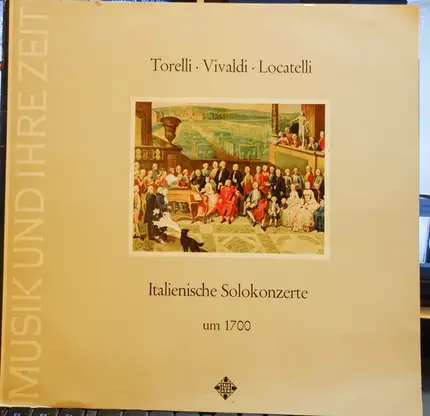 MUSIK UND IHRE ZEIT
Torelli · Vivaldi · Locatelli
Italienische Solokonzerte
um 1700